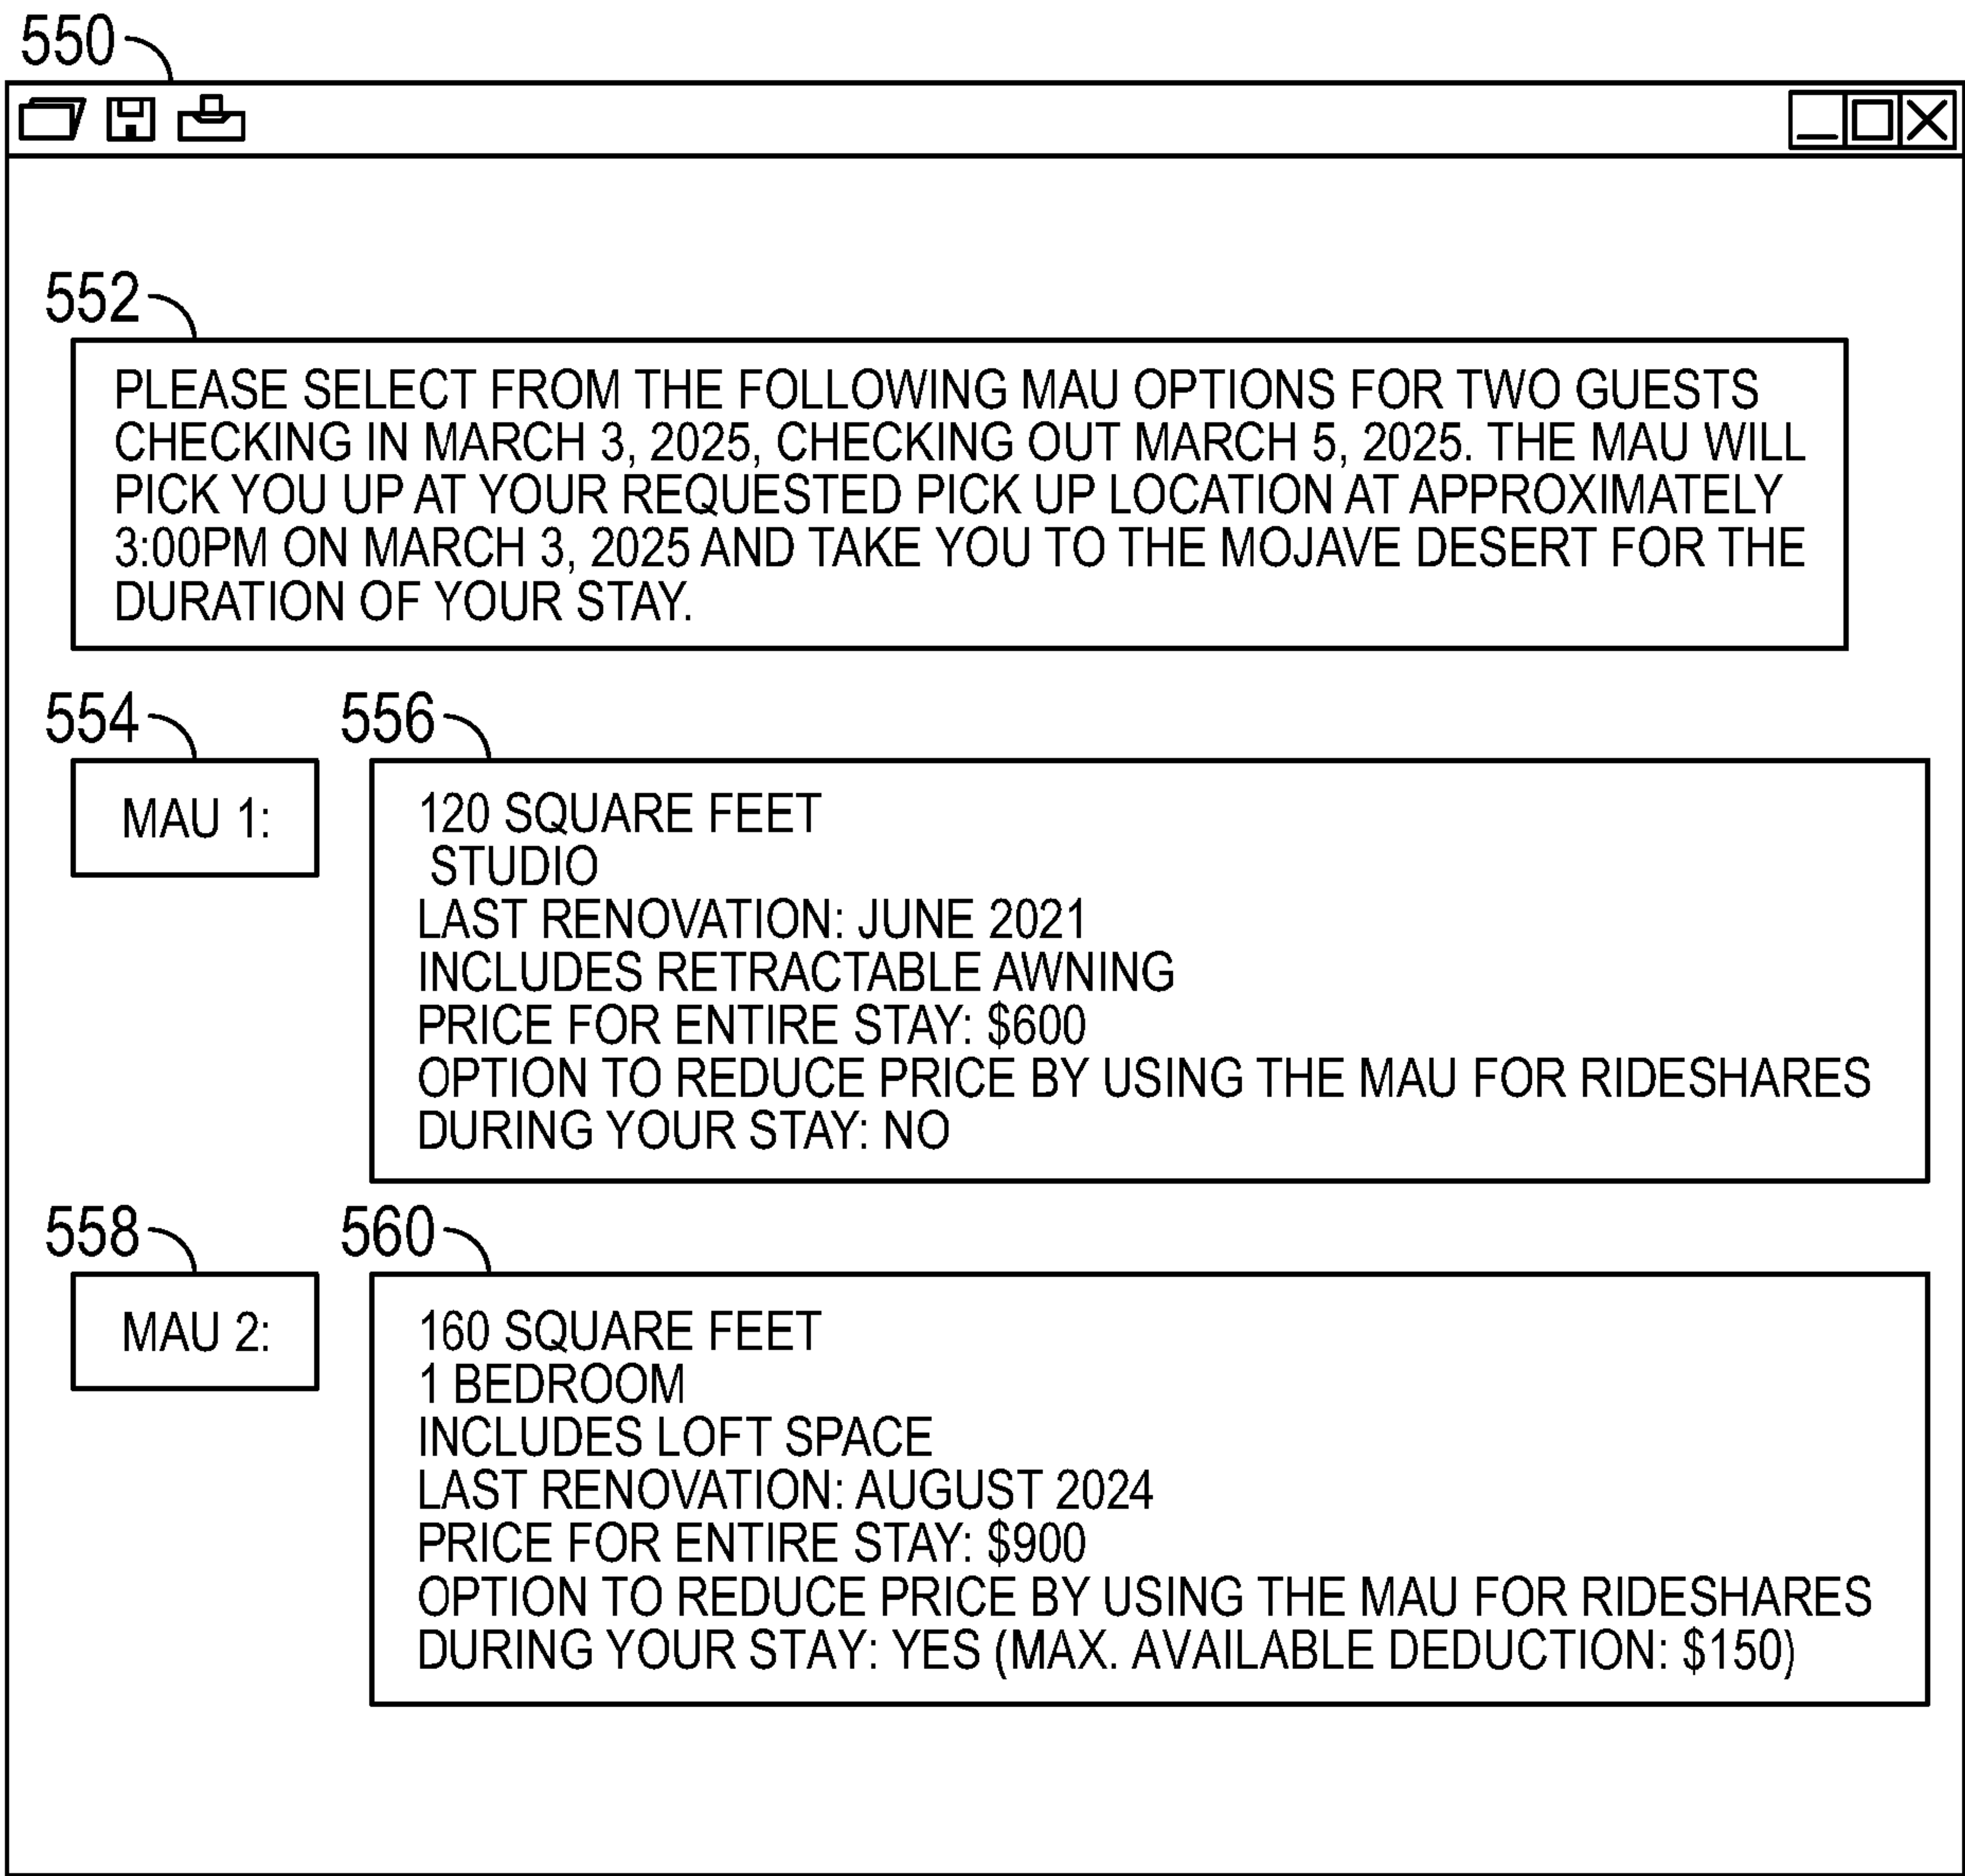 550
552
PLEASE SELECT FROM THE FOLLOWING MAU OPTIONS FOR TWO GUESTS
CHECKING IN MARCH 3, 2025, CHECKING OUT MARCH 5, 2025. THE MAU WILL
PICK YOU UP AT YOUR REQUESTED PICK UP LOCATION AT APPROXIMATELY
3:00PM ON MARCH 3, 2025 AND TAKE YOU TO THE MOJAVE DESERT FOR THE
DURATION OF YOUR STAY.
554
MAU 1:
556
120 SQUARE FEET
STUDIO
LAST RENOVATION: JUNE 2021
INCLUDES RETRACTABLE AWNING
PRICE FOR ENTIRE STAY: $600
OPTION TO REDUCE PRICE BY USING THE MAU FOR RIDESHARES
DURING YOUR STAY: NO
558
MAU 2:
560
160 SQUARE FEET
1 BEDROOM
INCLUDES LOFT SPACE
LAST RENOVATION: AUGUST 2024
PRICE FOR ENTIRE STAY: $900
OPTION TO REDUCE PRICE BY USING THE MAU FOR RIDESHARES
DURING YOUR STAY: YES (MAX. AVAILABLE DEDUCTION: $150)